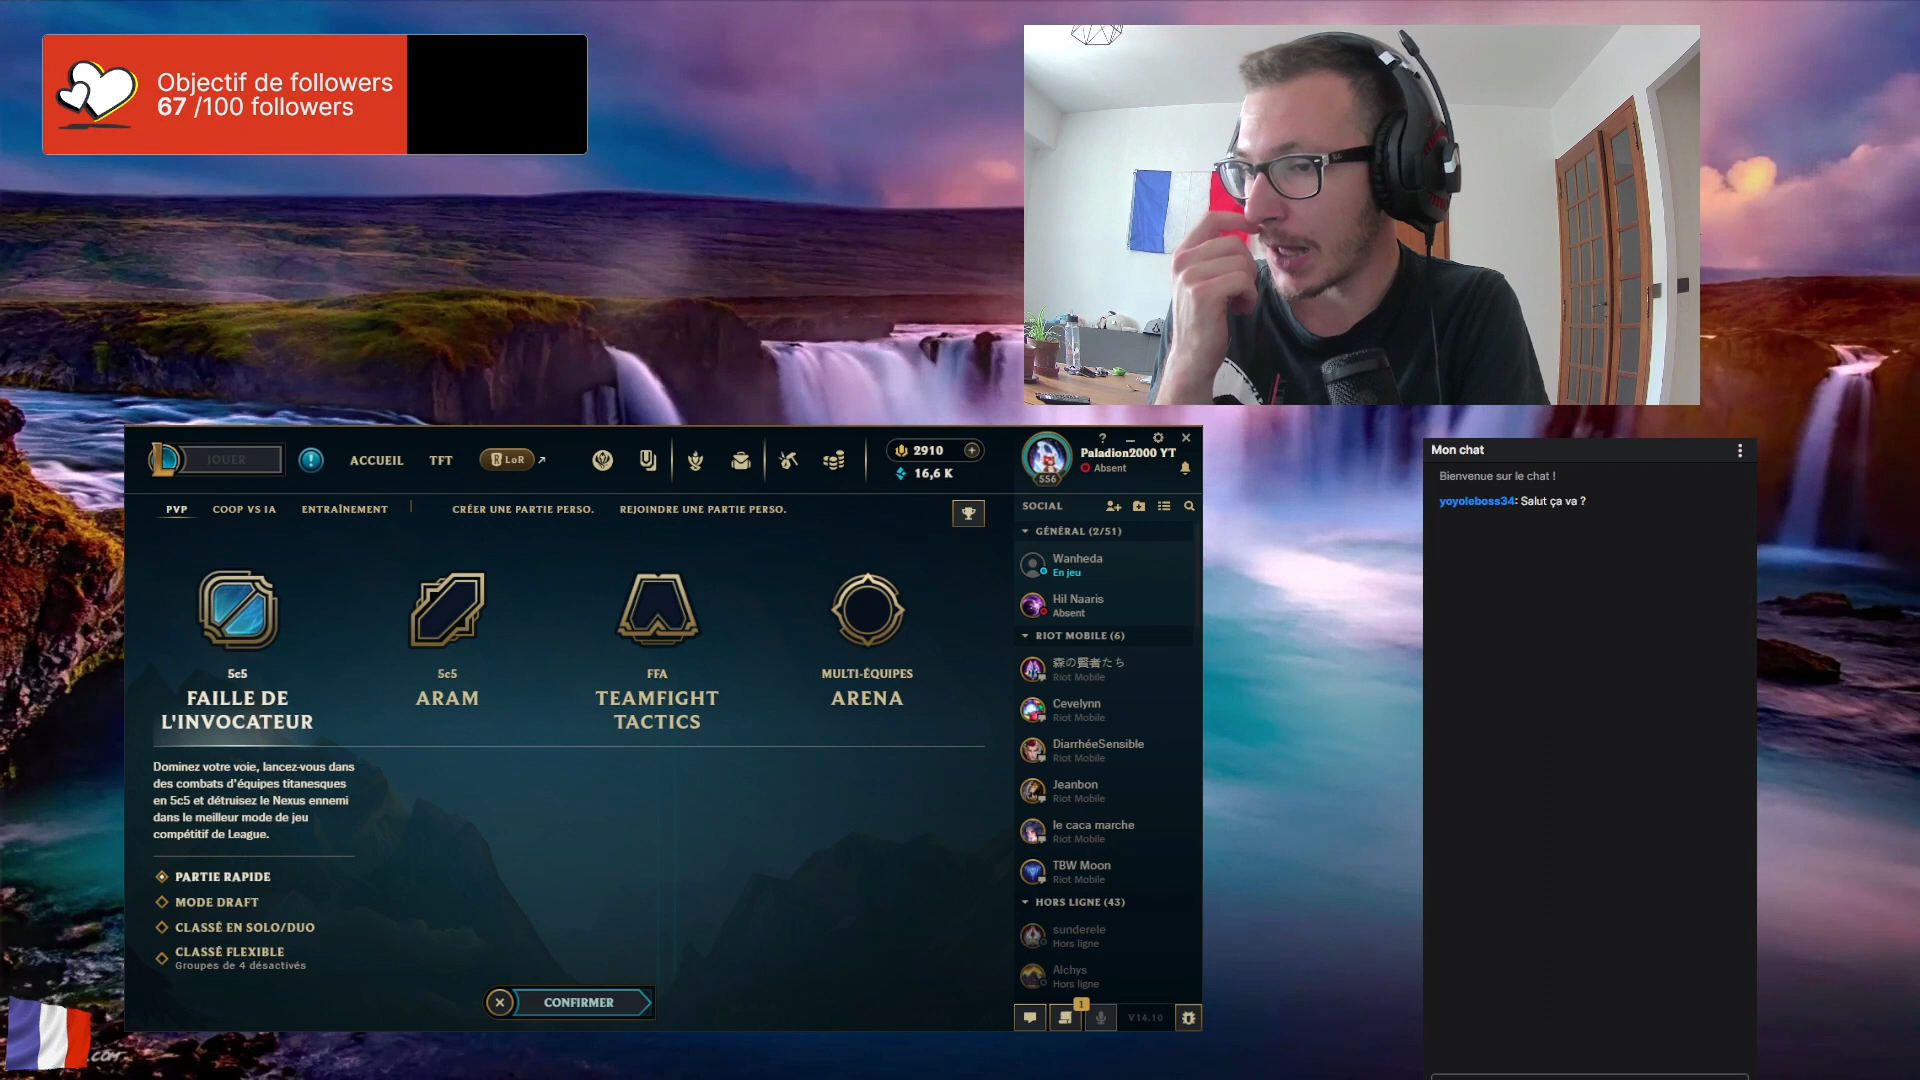 Objectif de followers
67 /100 followers
JOUER
ACCUEIL
TFT
LoR
2910
16,6 K
Paladion2000 YT
Absent
556
PVP
COOP VS IA
ENTRAÎNEMENT
CRÉER UNE PARTIE PERSO.
REJOINDRE UNE PARTIE PERSO.
5c5
FAILLE DE
L'INVOCATEUR
5c5
ARAM
FFA
TEAMFIGHT
TACTICS
MULTI-ÉQUIPES
ARENA
Dominez votre voie, lancez-vous dans
des combats d'équipes titanesques
en 5c5 et détruisez le Nexus ennemi
dans le meilleur mode de jeu
compétitif de League.
PARTIE RAPIDE
MODE DRAFT
CLASSÉ EN SOLO/DUO
CLASSÉ FLEXIBLE
Groupes de 4 désactivés
CONFIRMER
SOCIAL
GÉNÉRAL (2/51)
Wanheda
En jeu
Hil Naaris
Absent
RIOT MOBILE (6)
森の賢者たち
Riot Mobile
Cevelynn
Riot Mobile
DiarrhéeSensible
Riot Mobile
Jeanbon
Riot Mobile
le caca marche
Riot Mobile
TBW Moon
Riot Mobile
HORS LIGNE (43)
sunderele
Hors ligne
Alchys
Hors ligne
1
V14.10
Mon chat
Bienvenue sur le chat !
yoyoleboss34: Salut ça va ?